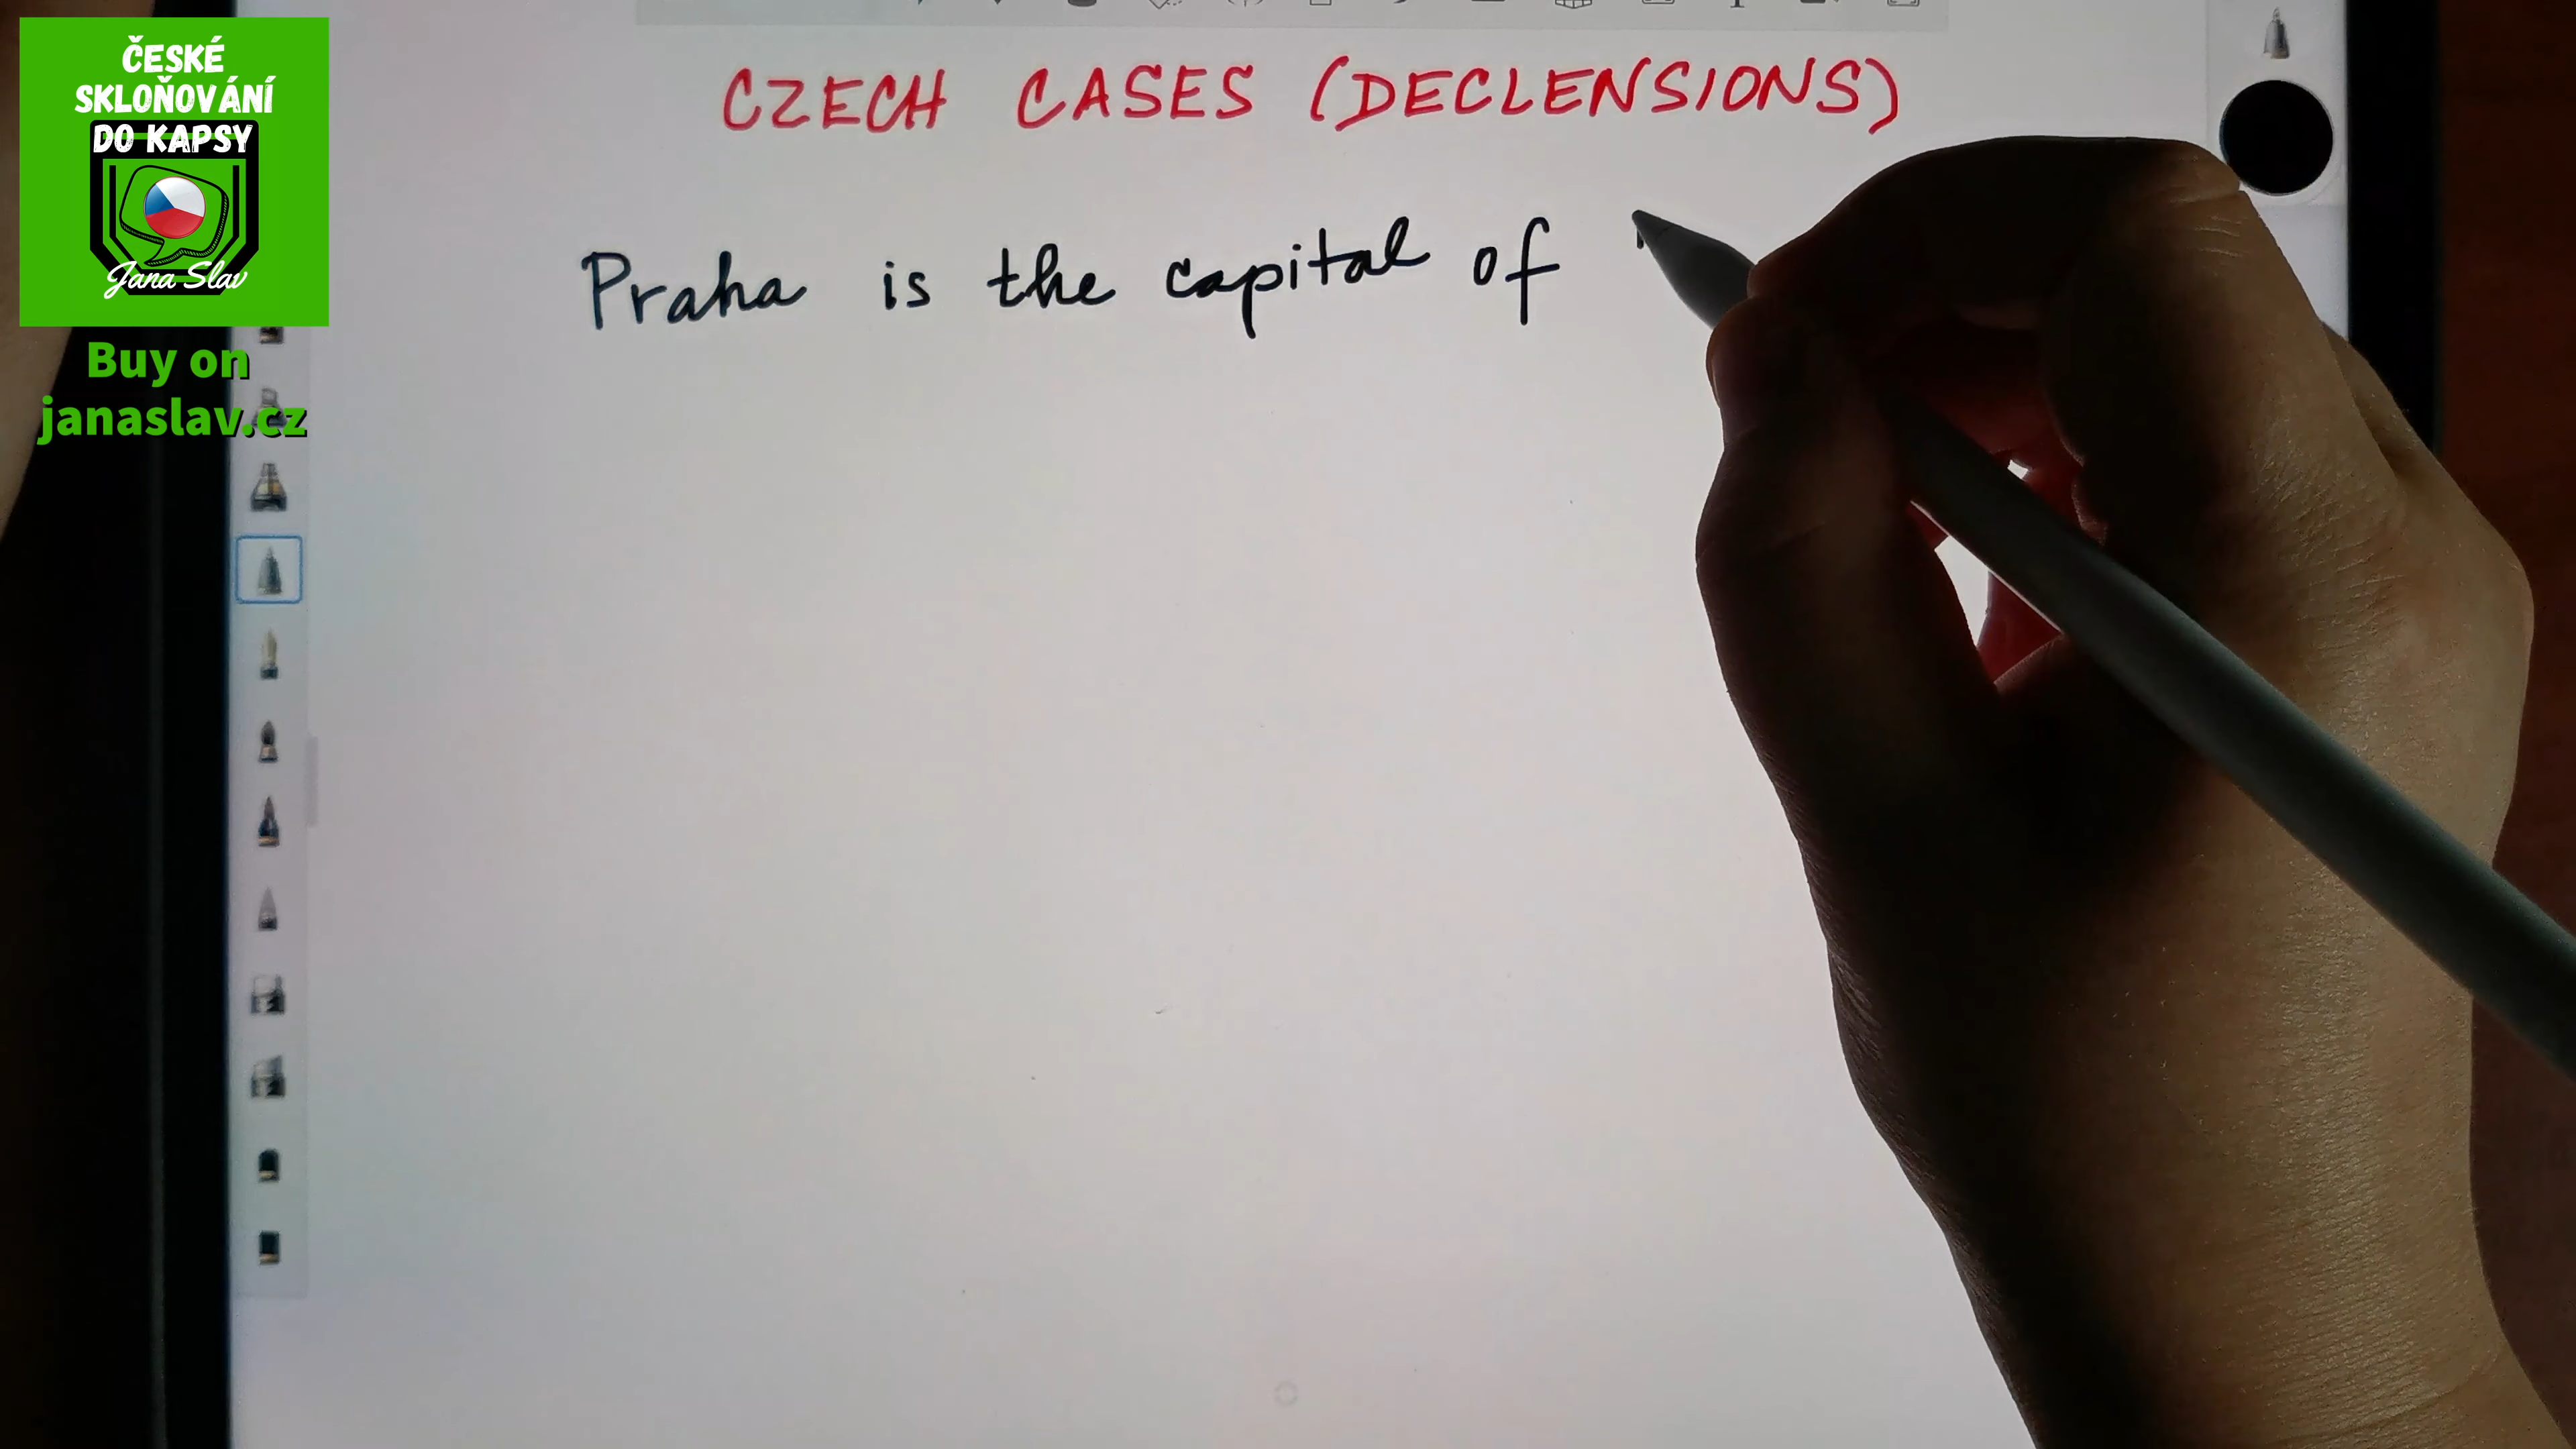 ČESKÉ
SKLOŇOVÁNÍ
DO KAPSY
Jana Slav
Buy on
janaslav.cz
CZECH CASES (DECLENSIONS)
Praha is the capital of